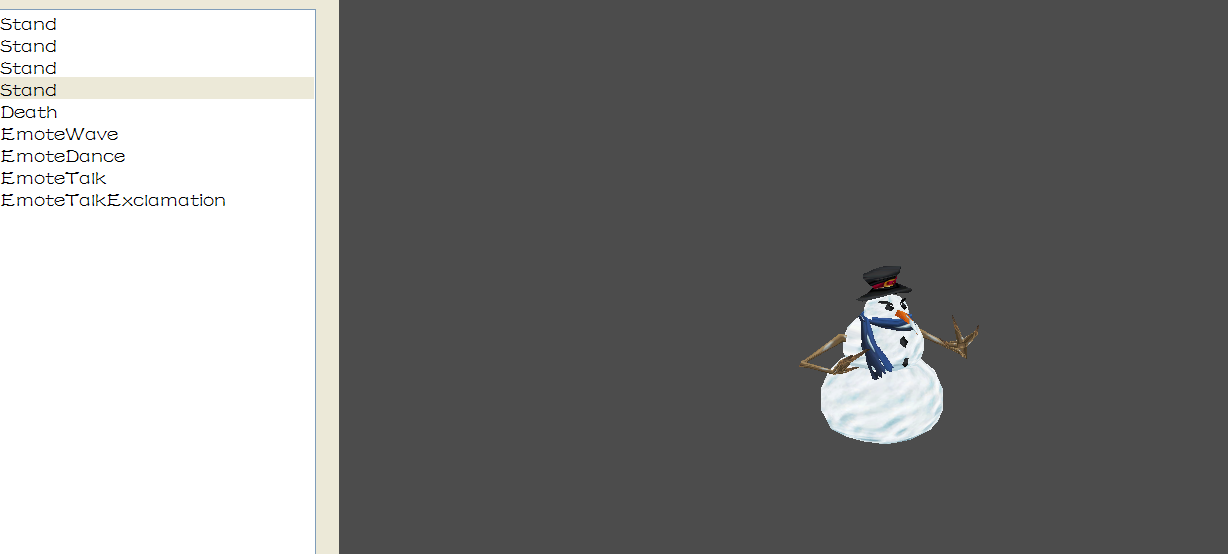 Stand
Stand
Stand
Stand
Death
EmoteWave
EmoteDance
EmoteTalk
EmoteTalkExclamation